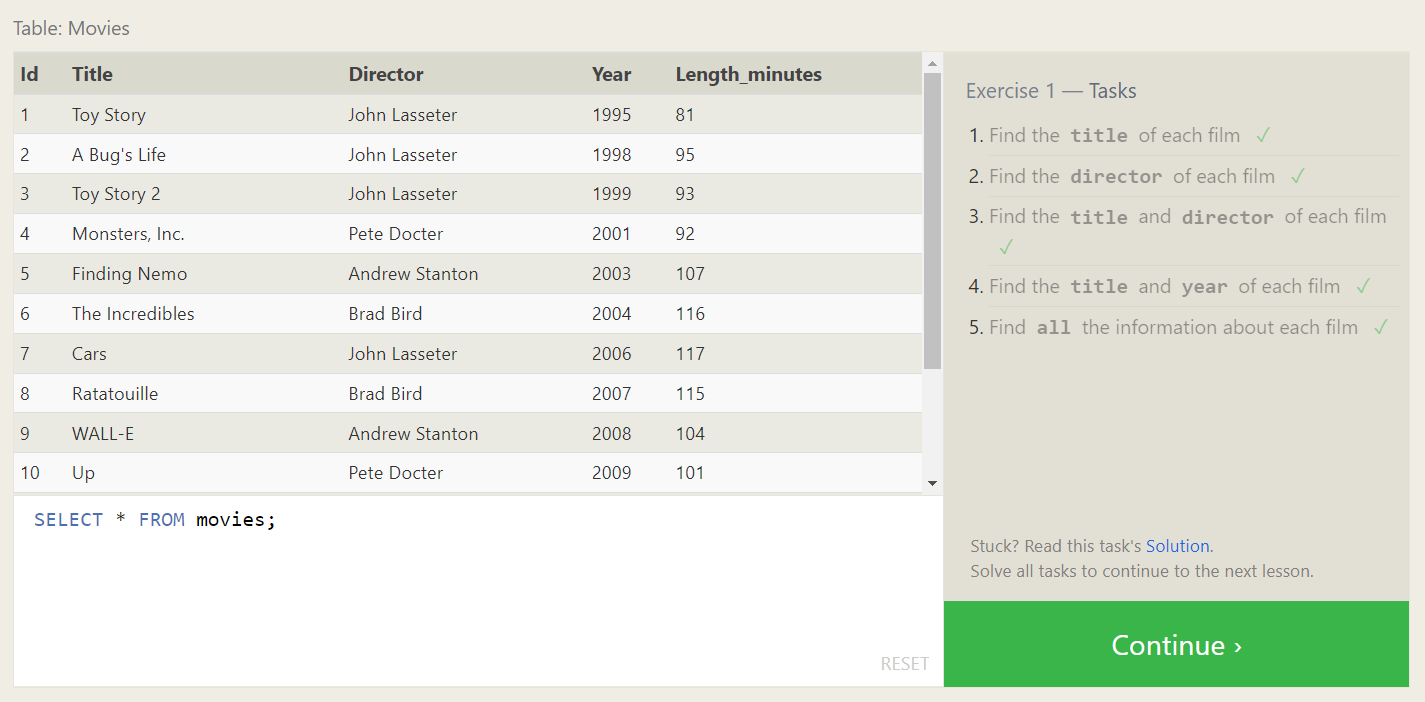 Table: Movies
Id Title Director Year Length_minutes
1 Toy Story John Lasseter 1995 81
2 A Bug's Life John Lasseter 1998 95
3 Toy Story 2 John Lasseter 1999 93
4 Monsters, Inc. Pete Docter 2001 92
5 Finding Nemo Andrew Stanton 2003 107
6 The Incredibles Brad Bird 2004 116
7 Cars John Lasseter 2006 117
8 Ratatouille Brad Bird 2007 115
9 WALL-E Andrew Stanton 2008 104
10 Up Pete Docter 2009 101
SELECT * FROM movies;
RESET
Exercise 1 — Tasks
1. Find the title of each film ✓
2. Find the director of each film ✓
3. Find the title and director of each film
✓
4. Find the title and year of each film ✓
5. Find all the information about each film ✓
Stuck? Read this task's Solution.
Solve all tasks to continue to the next lesson.
Continue ›